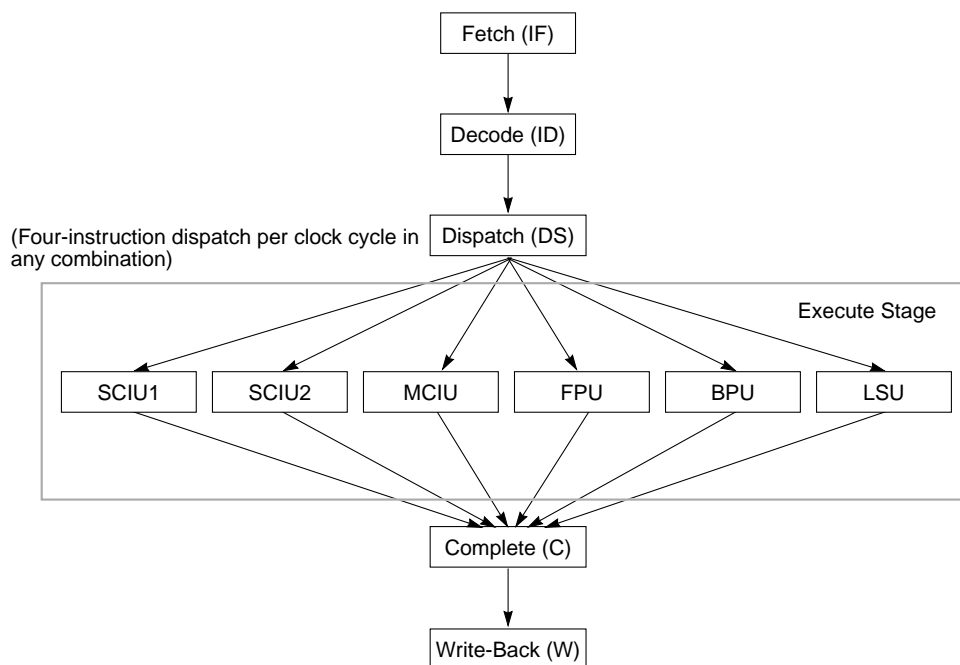 Fetch (IF)
Decode (ID)
(Four-instruction dispatch per clock cycle in
any combination)
Dispatch (DS)
Execute Stage
SCIU1
SCIU2
MCIU
FPU
BPU
LSU
Complete (C)
Write-Back (W)